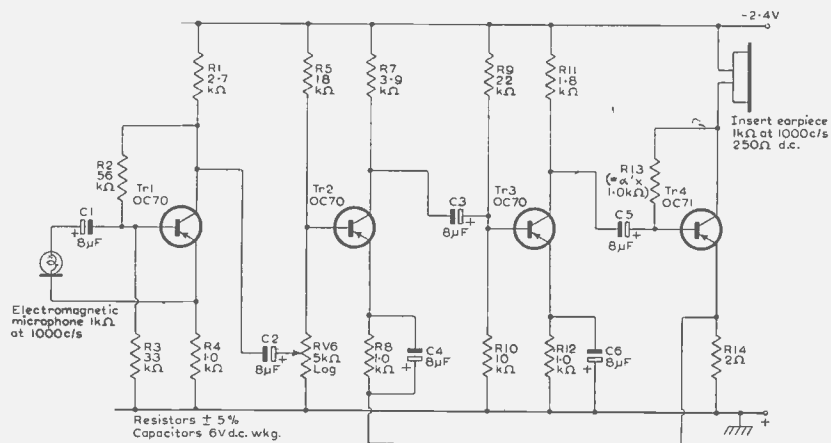 -2·4V
R1
2·7
kΩ
R5
18
kΩ
R7
3·9
kΩ
R9
22
kΩ
R11
1·8
kΩ
Insert earpiece
1kΩ at 1000c/s
250Ω d.c.
R2
56
kΩ
Tr1
OC70
C1
+
8μF
Tr2
OC70
C3
+
8μF
Tr3
OC70
R13
(=α'x
1·0kΩ)
Tr4
OC71
C5
+
8μF
Electromagnetic
microphone 1kΩ
at 1000c/s
R3
33
kΩ
R4
1·0
kΩ
C2
+
8μF
RV6
5kΩ
Log
R8
1·0
kΩ
C4
8μF
+
R10
10
kΩ
R12
1·0
kΩ
C6
8μF
+
R14
2Ω
Resistors ± 5%
Capacitors 6V d.c. wkg.
+